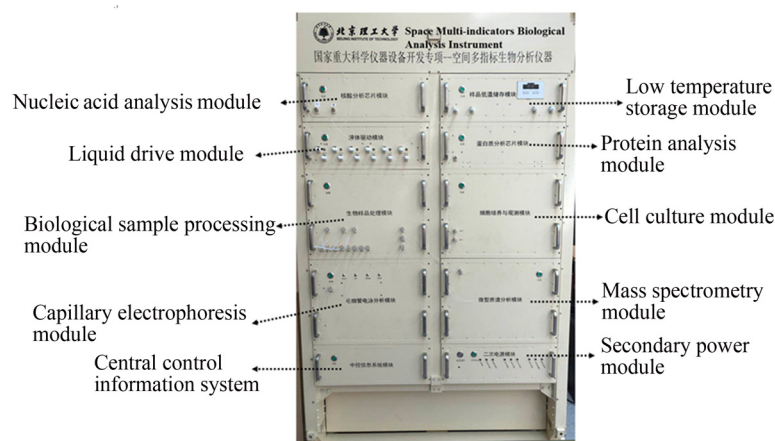 北京理工大学 Space Multi-indicators Biological
BEIJING INSTITUTE OF TECHNOLOGY Analysis Instrument
国家重大科学仪器设备开发专项--空间多指标生物分析仪器
Nucleic acid analysis module
核酸分析芯片模块
样品低温储存模块
Low temperature
storage module
Liquid drive module
液体驱动模块
蛋白质分析芯片模块
Protein analysis
module
Biological sample processing
module
生物样品处理模块
细胞培养与观测模块
Cell culture module
Capillary electrophoresis
module
毛细管电泳分析模块
微型质谱分析模块
Mass spectrometry
module
Central control
information system
中控信息系统模块
二次电源模块
Secondary power
module